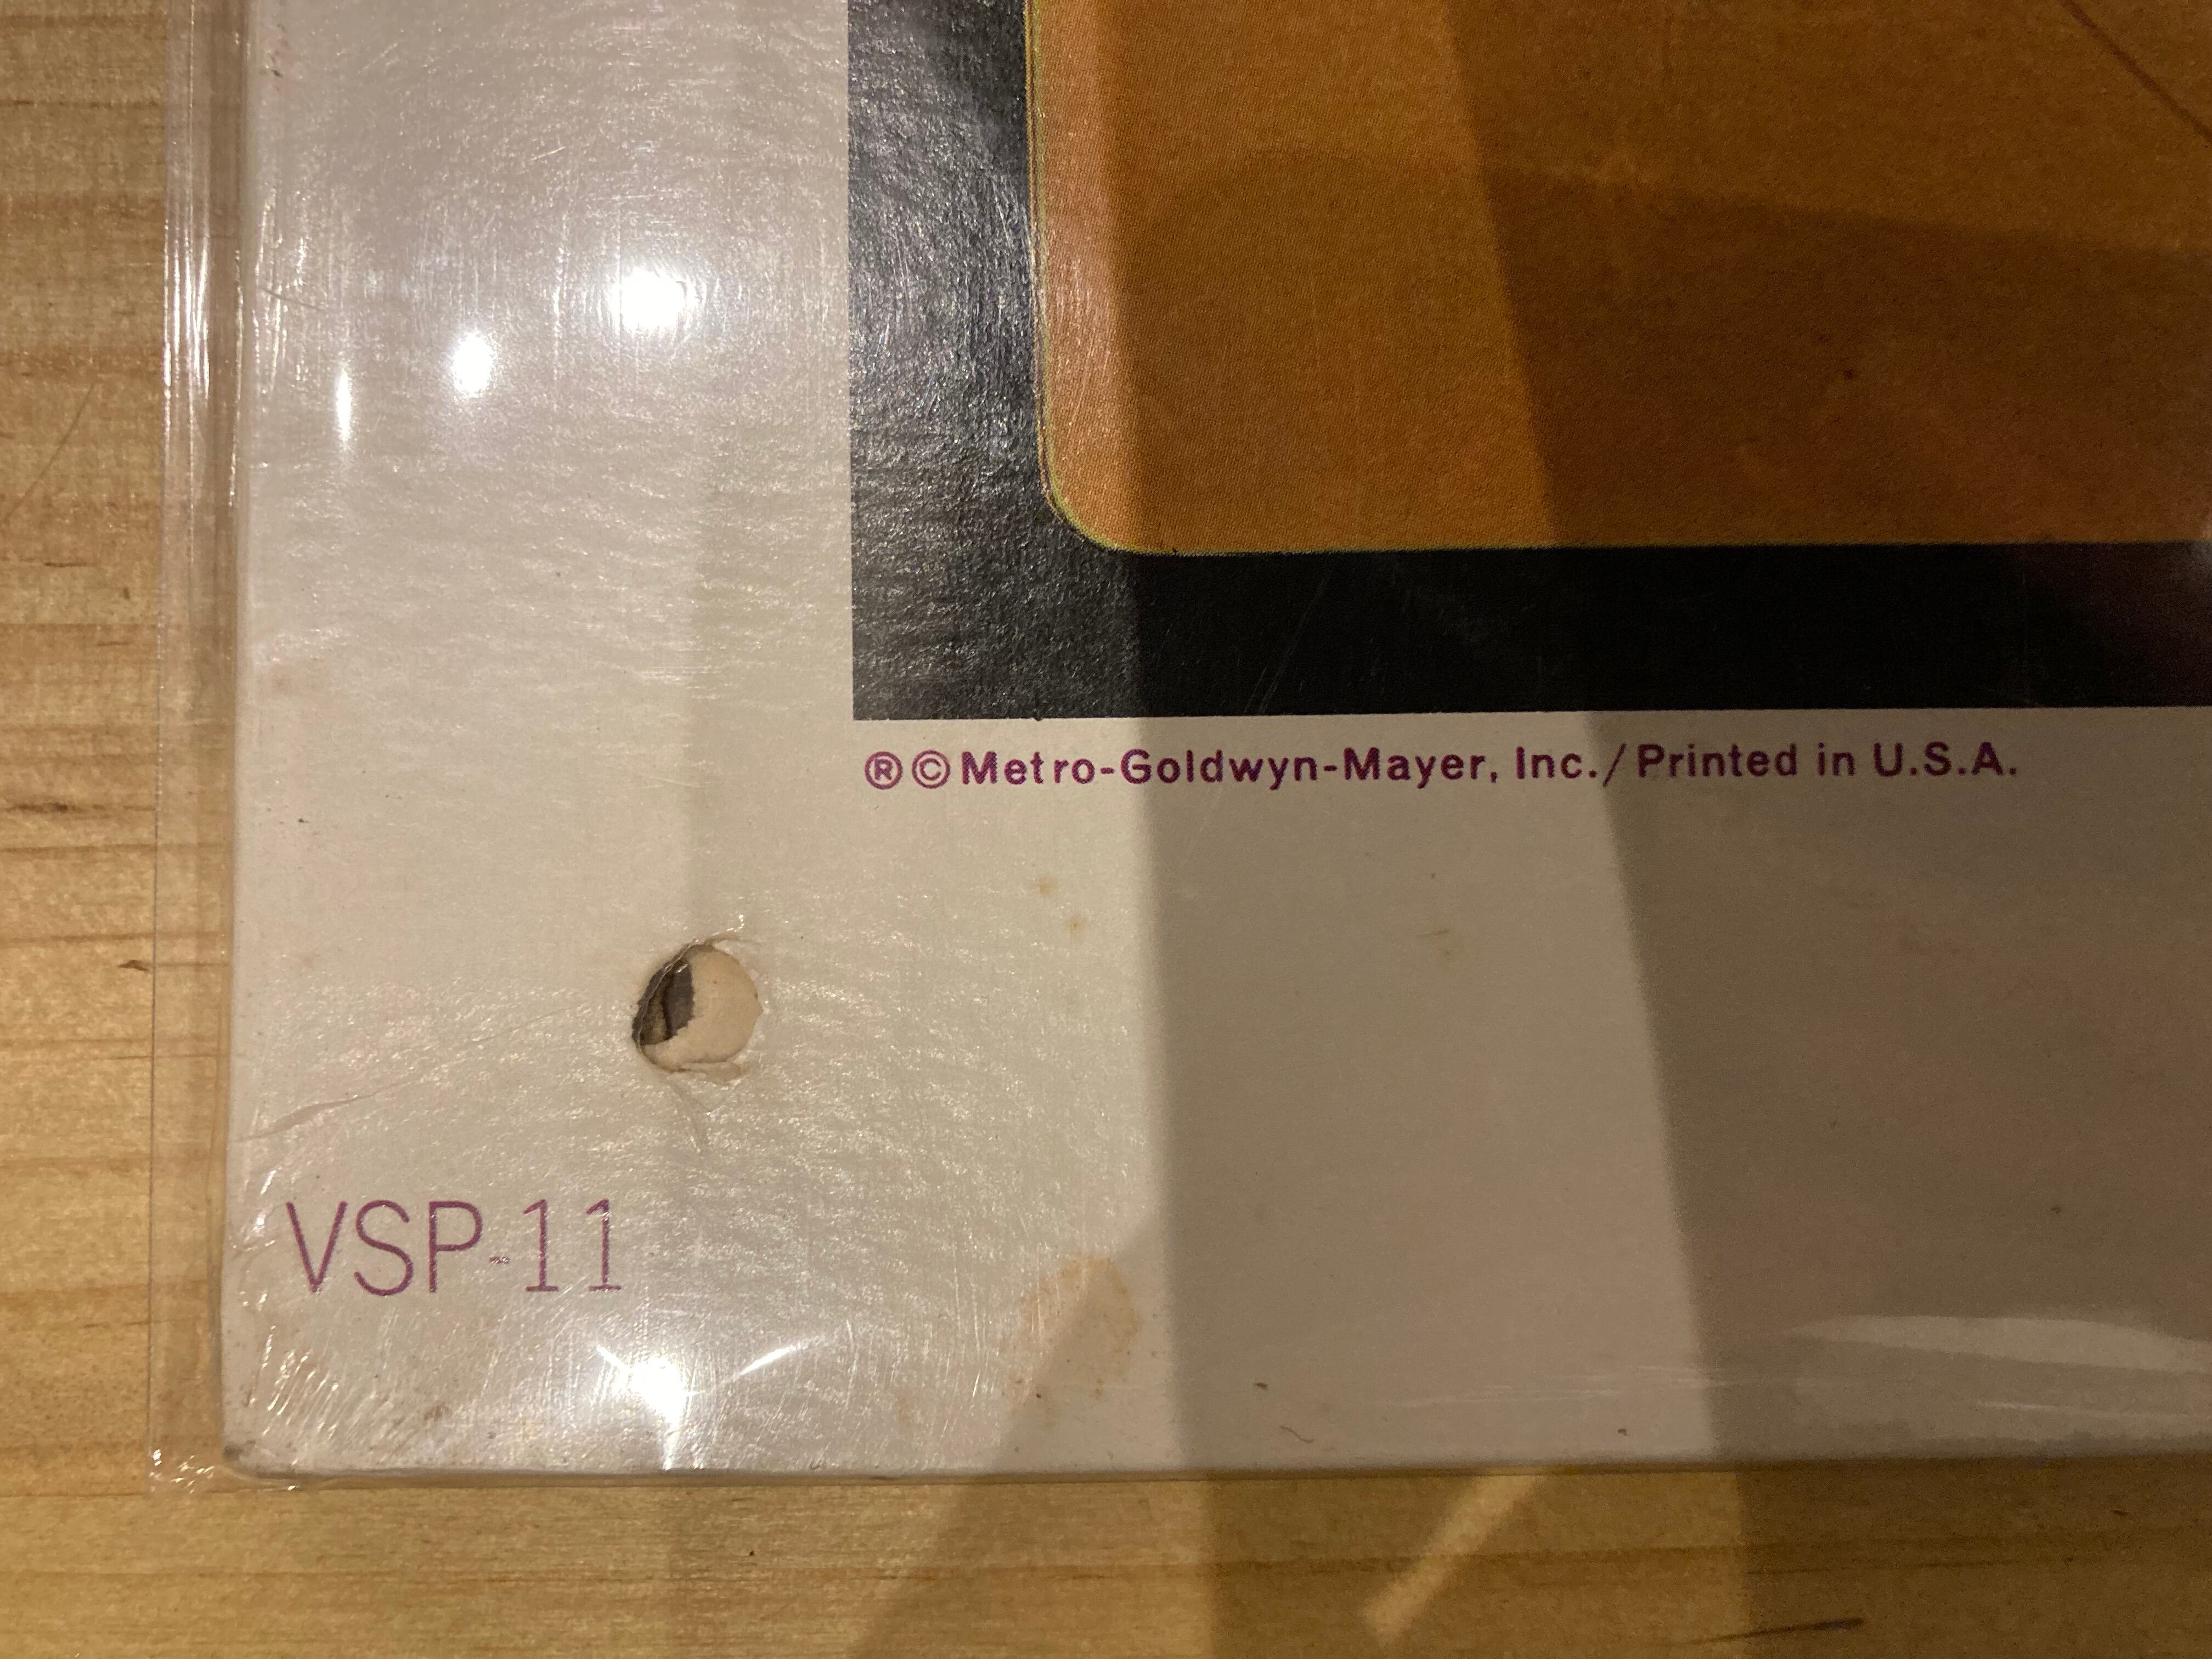 ®©Metro-Goldwyn-Mayer, Inc./Printed in U.S.A.
VSP-11